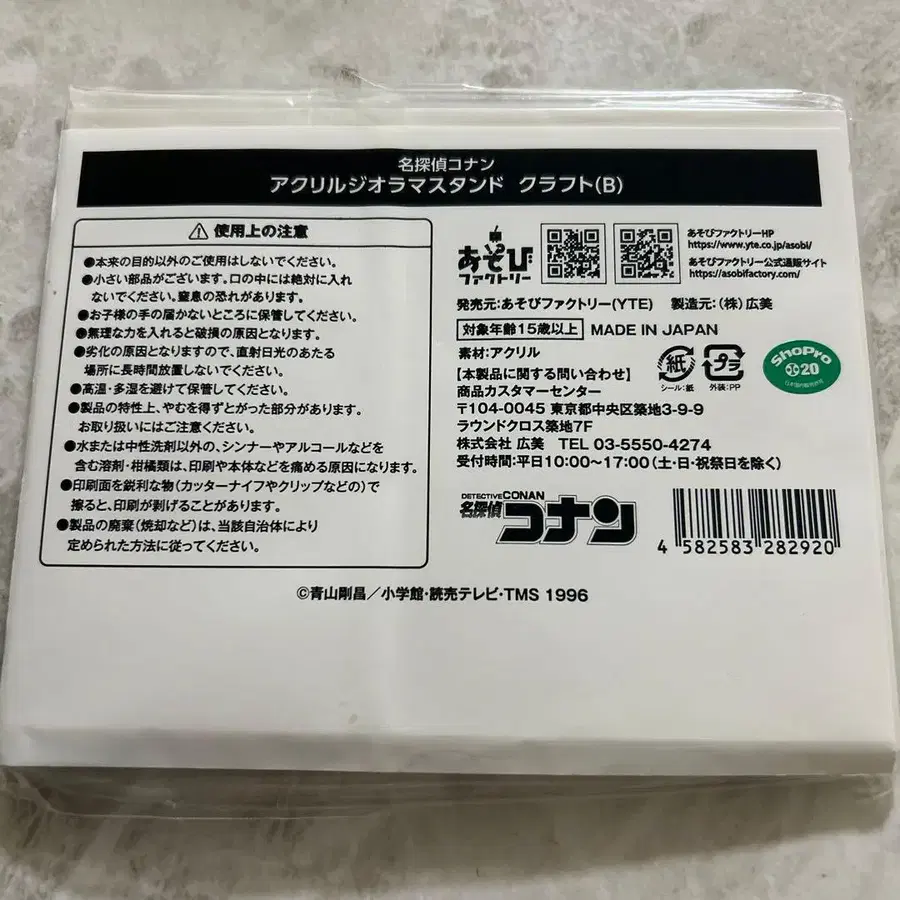 名探偵コナン
アクリルジオラマスタンド クラフト(B)
⚠使用上の注意
●本来の目的以外のご使用はしないでください。
●小さい部品がございます。口の中には絶対に入れ
ないでください。窒息の恐れがあります。
●お子様の手の届かないところに保管してください。
●無理な力を入れると破損の原因となります。
●劣化の原因となりますので、直射日光のあたる
場所に長時間放置しないでください。
●高温・多湿を避けて保管してください。
●製品の特性上、やむを得ずとがった部分があります。
お取り扱いにはご注意ください。
●水または中性洗剤以外の、シンナーやアルコールなどを
含む溶剤・柑橘類は、印刷や本体などを痛める原因になります。
●印刷面を鋭利な物(カッターナイフやクリップなどの)で
擦ると、印刷が剥げることがあります。
●製品の廃棄(焼却など)は、当該自治体により
定められた方法に従ってください。
あそび
ファクトリー
あそびファクトリーHP
https://www.yte.co.jp/asobi/
あそびファクトリー公式通販サイト
https://asobifactory.com/
発売元:あそびファクトリー(YTE) 製造元:(株)広美
対象年齢15歳以上 MADE IN JAPAN
素材:アクリル
【本製品に関する問い合わせ】
商品カスタマーセンター
〒104-0045 東京都中央区築地3-9-9
ラウンドクロス築地7F
株式会社 広美 TEL 03-5550-4274
受付時間:平日10:00〜17:00(土・日・祝祭日を除く)
紙
シール:紙
プラ
外装:PP
ShoPro
20
DETECTIVE CONAN
名探偵
コナン
4 582583 282920
©青山剛昌/小学館・読売テレビ・TMS 1996